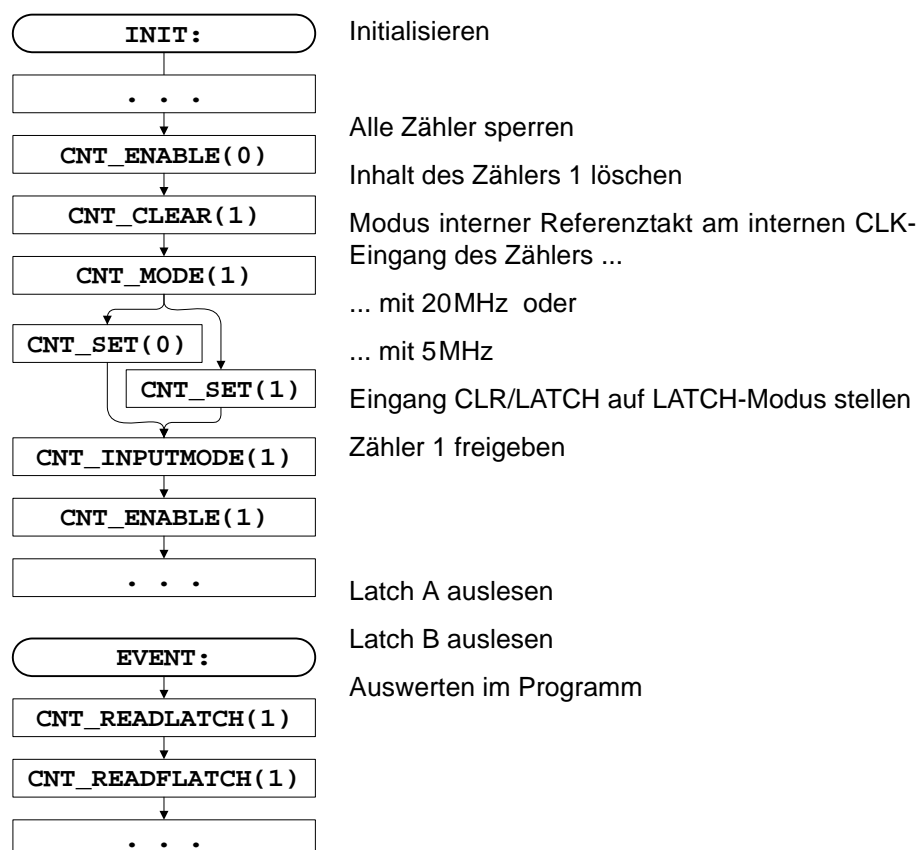 INIT:
Initialisieren
. . .
Alle Zähler sperren
CNT_ENABLE(0)
Inhalt des Zählers 1 löschen
CNT_CLEAR(1)
Modus interner Referenztakt am internen CLK-
Eingang des Zählers ...
CNT_MODE(1)
... mit 20MHz oder
CNT_SET(0)
... mit 5MHz
CNT_SET(1)
Eingang CLR/LATCH auf LATCH-Modus stellen
CNT_INPUTMODE(1)
Zähler 1 freigeben
CNT_ENABLE(1)
. . .
Latch A auslesen
EVENT:
Latch B auslesen
Auswerten im Programm
CNT_READLATCH(1)
CNT_READFLATCH(1)
. . .